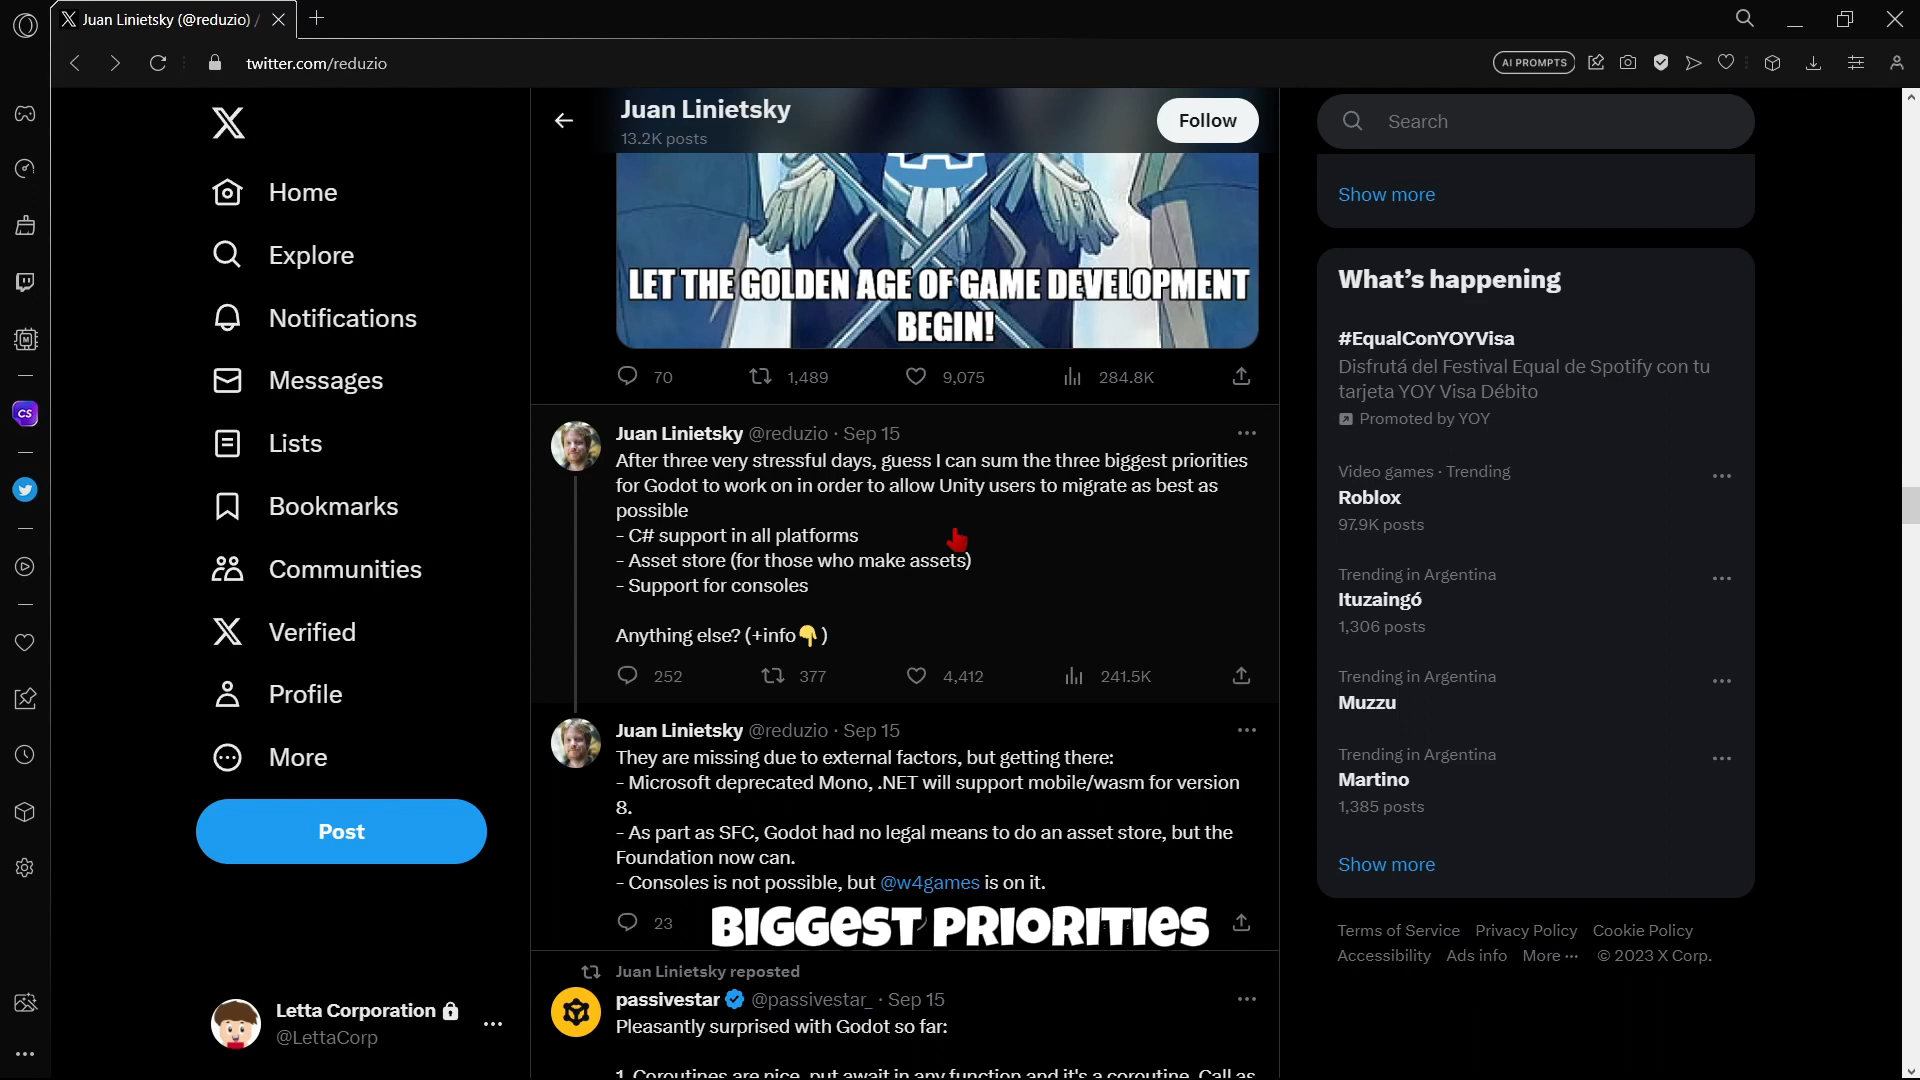 Juan Linietsky (@reduzio) /
twitter.com/reduzio
AI PROMPTS
Home
Explore
Notifications
Messages
CS
Lists
Bookmarks
Communities
Verified
Profile
More
Post
Letta Corporation
@LettaCorp
Juan Linietsky
13.2K posts
Follow
LET THE GOLDEN AGE OF GAME DEVELOPMENT
BEGIN!
70 1,489 9,075 284.8K
Juan Linietsky @reduzio · Sep 15
After three very stressful days, guess I can sum the three biggest priorities
for Godot to work on in order to allow Unity users to migrate as best as
possible
- C# support in all platforms
- Asset store (for those who make assets)
- Support for consoles
Anything else? (+info👇)
252 377 4,412 241.5K
Juan Linietsky @reduzio · Sep 15
They are missing due to external factors, but getting there:
- Microsoft deprecated Mono, .NET will support mobile/wasm for version
8.
- As part as SFC, Godot had no legal means to do an asset store, but the
Foundation now can.
- Consoles is not possible, but @w4games is on it.
23
BIGGEST PRIORITIES
Juan Linietsky reposted
passivestar @passivestar_ · Sep 15
Pleasantly surprised with Godot so far:
1. Coroutines are nice, put await in any function and it's a coroutine. Call as
Search
Show more
What's happening
#EqualConYOYVisa
Disfrutá del Festival Equal de Spotify con tu
tarjeta YOY Visa Débito
Promoted by YOY
Video games · Trending
Roblox
97.9K posts
Trending in Argentina
Ituzaingó
1,306 posts
Trending in Argentina
Muzzu
Trending in Argentina
Martino
1,385 posts
Show more
Terms of Service Privacy Policy Cookie Policy
Accessibility Ads info More ··· © 2023 X Corp.